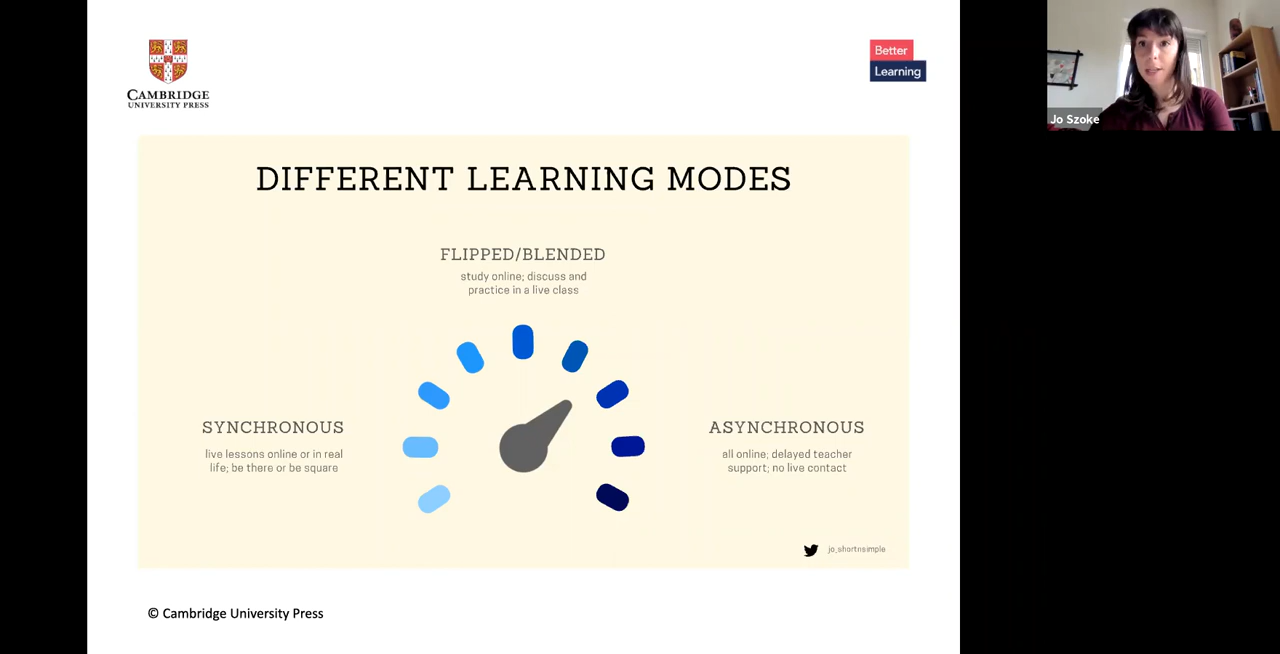 CAMBRIDGE
UNIVERSITY PRESS
Better
Learning
Jo Szoke
DIFFERENT LEARNING MODES
FLIPPED/BLENDED
study online; discuss and
practice in a live class
SYNCHRONOUS
live lessons online or in real
life; be there or be square
ASYNCHRONOUS
all online; delayed teacher
support; no live contact
jo_shortnsimple
© Cambridge University Press